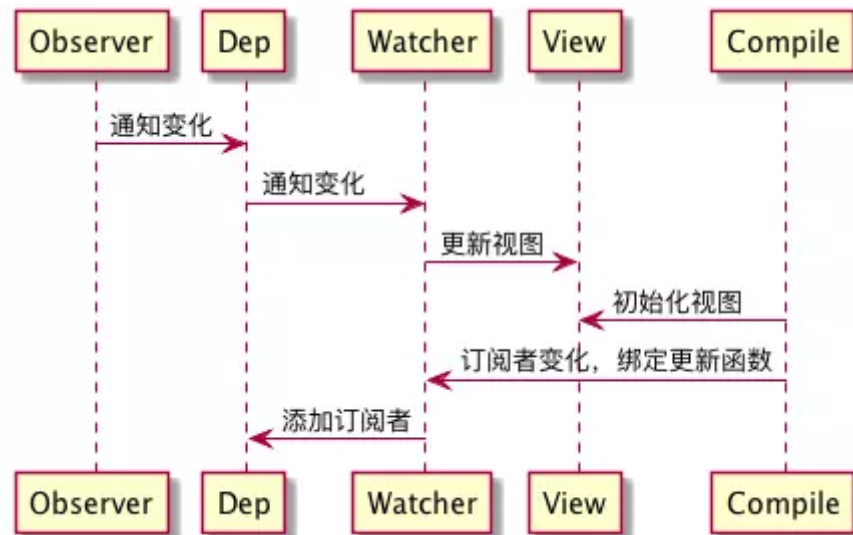 Observer Dep Watcher View Compile
通知变化
通知变化
更新视图
初始化视图
订阅者变化，绑定更新函数
添加订阅者
Observer Dep Watcher View Compile